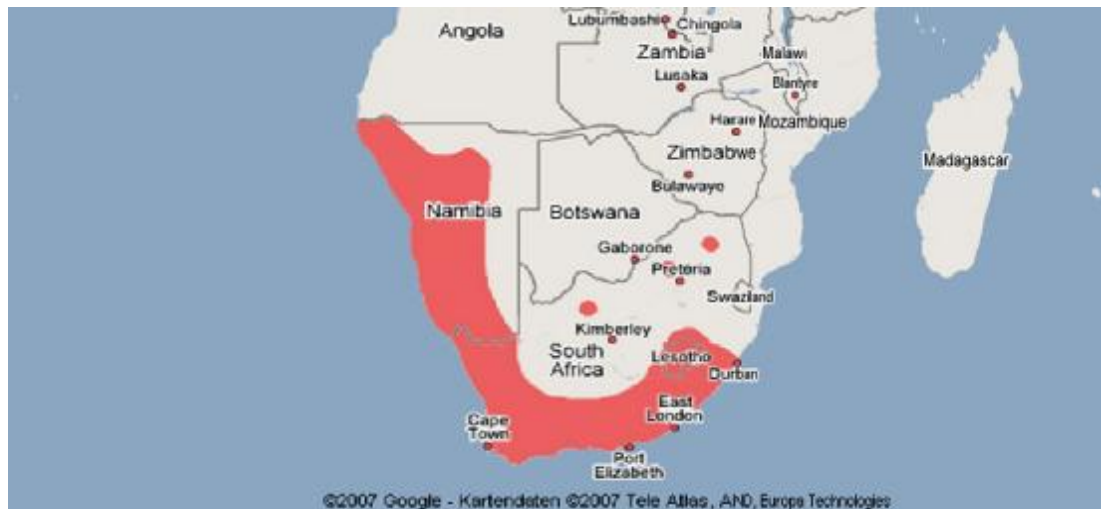 Lubumbashi
Chingola
Angola
Zambia
Malawi
Lusaka
Blantyre
Harare
Mozambique
Zimbabwe
Madagascar
Bulawayo
Namibia
Botswana
Gaborone
Pretoria
Swaziland
Kimberley
South
Africa
Lesotho
Durban
East
London
Cape
Town
Port
Elizabeth
©2007 Google - Kartendaten ©2007 Tele Atlas, AND, Europa Technologies